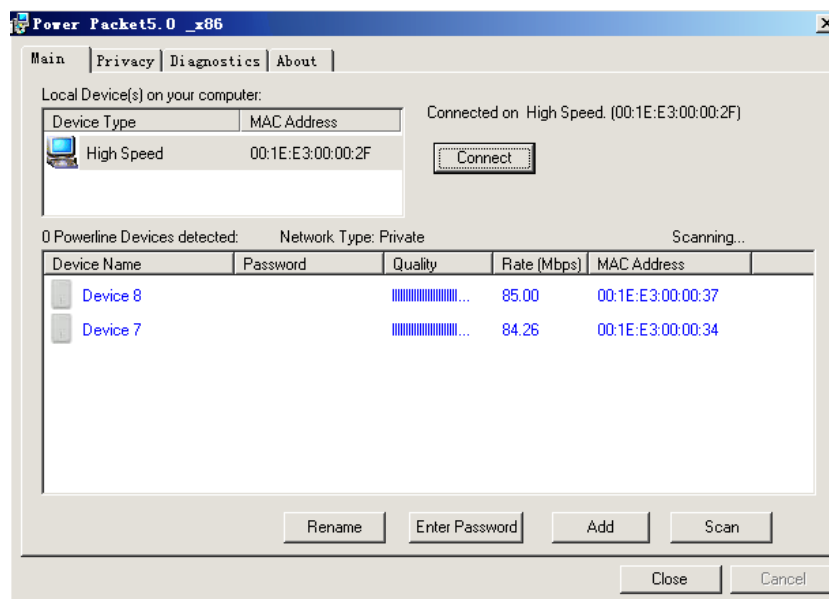 Power Packet5.0 _x86
Main Privacy Diagnostics About
Local Device(s) on your computer:
Device Type MAC Address
High Speed 00:1E:E3:00:00:2F
Connected on High Speed. (00:1E:E3:00:00:2F)
Connect
0 Powerline Devices detected: Network Type: Private Scanning...
Device Name Password Quality Rate (Mbps) MAC Address
Device 8 85.00 00:1E:E3:00:00:37
Device 7 84.26 00:1E:E3:00:00:34
Rename Enter Password Add Scan
Close Cancel